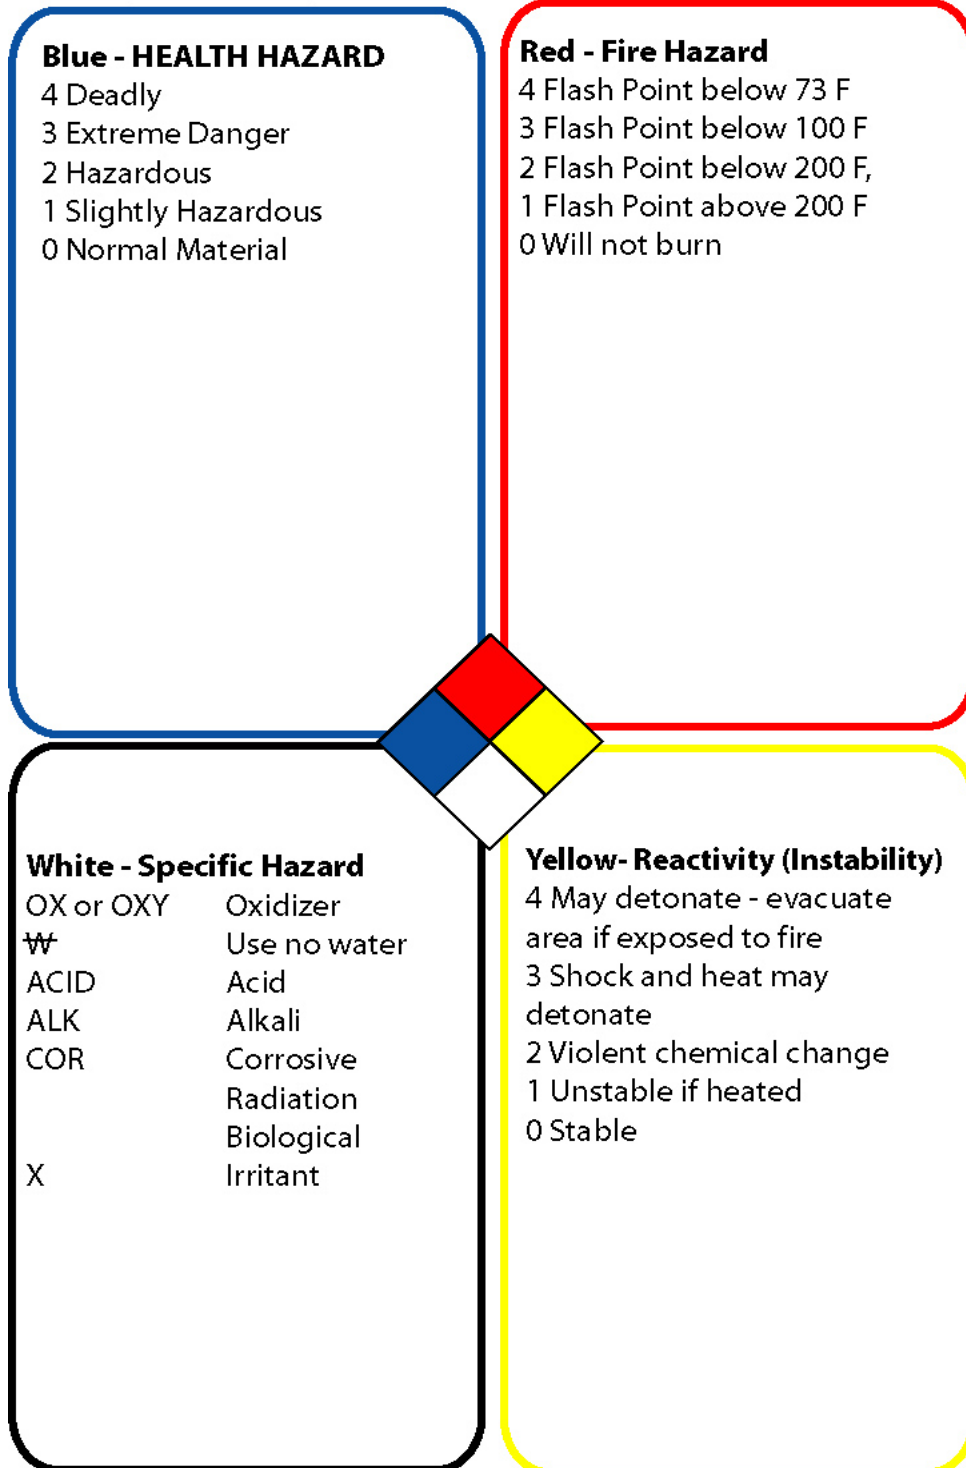 Blue - HEALTH HAZARD
4 Deadly
3 Extreme Danger
2 Hazardous
1 Slightly Hazardous
0 Normal Material
Red - Fire Hazard
4 Flash Point below 73 F
3 Flash Point below 100 F
2 Flash Point below 200 F,
1 Flash Point above 200 F
0 Will not burn
White - Specific Hazard
OX or OXY Oxidizer
W̶ Use no water
ACID Acid
ALK Alkali
COR Corrosive
Radiation
Biological
X Irritant
Yellow- Reactivity (Instability)
4 May detonate - evacuate
area if exposed to fire
3 Shock and heat may
detonate
2 Violent chemical change
1 Unstable if heated
0 Stable